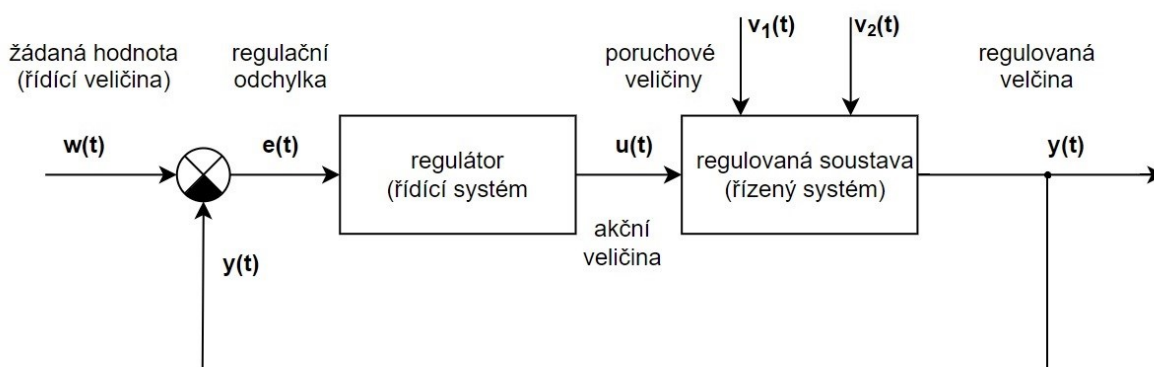 žádaná hodnota
(řídící veličina)
regulační
odchylka
poruchové
veličiny
v₁(t)
v₂(t)
regulovaná
velčina
w(t)
e(t)
regulátor
(řídící systém
u(t)
regulovaná soustava
(řízený systém)
y(t)
akční
veličina
y(t)